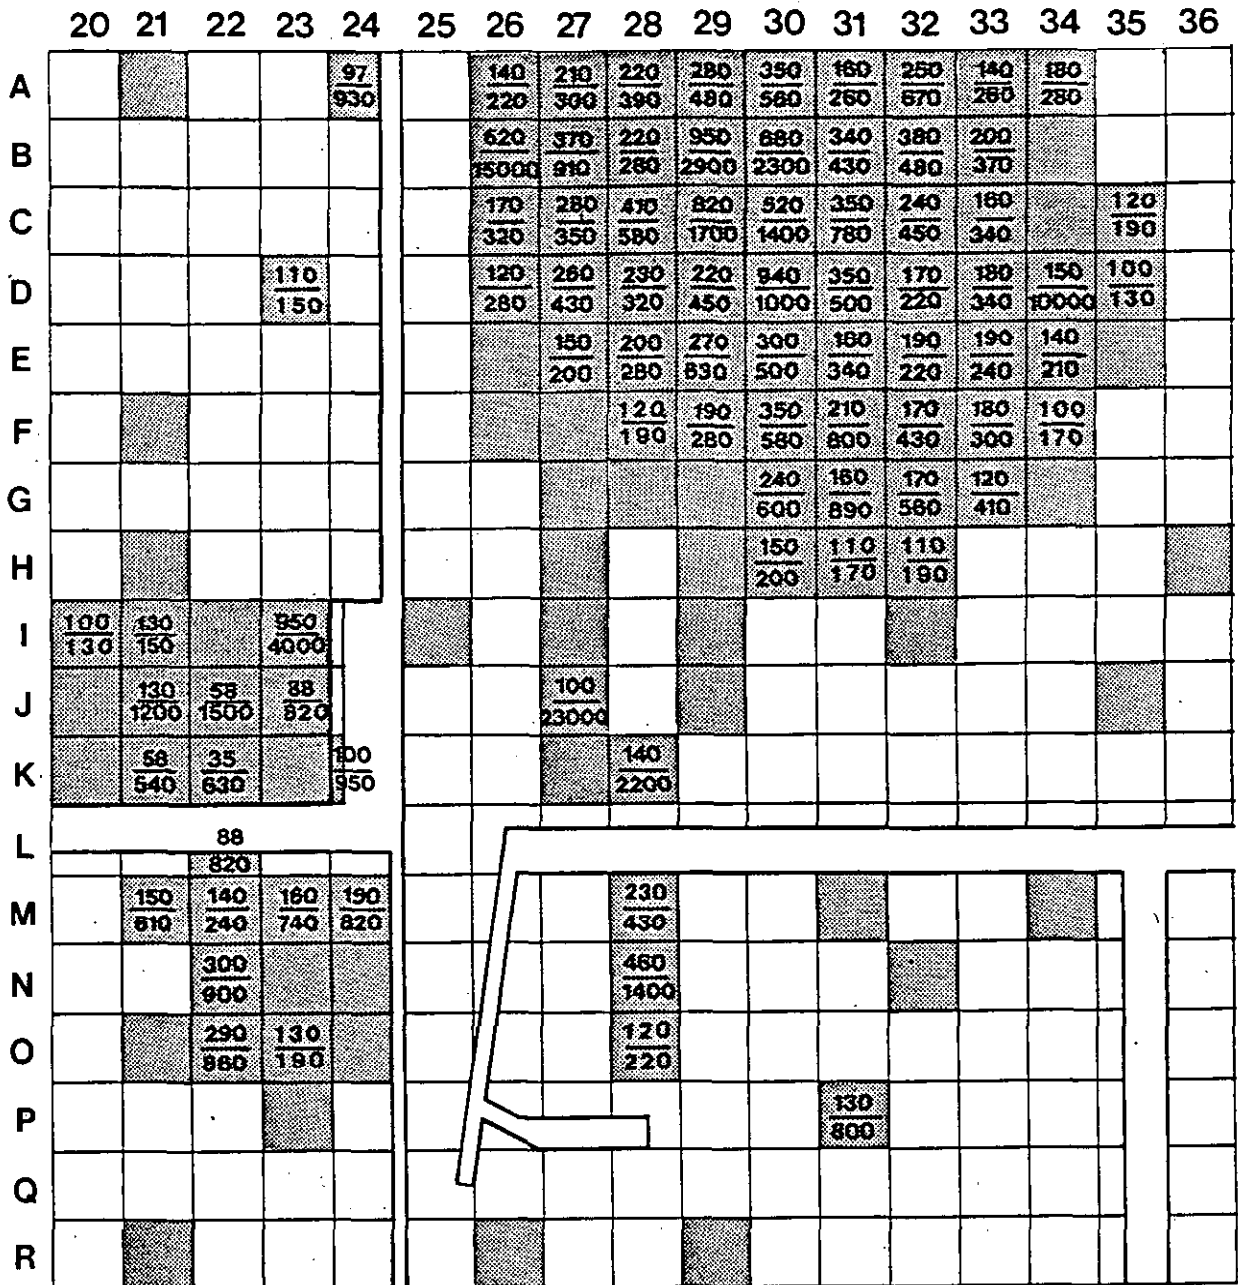 20 21 22 23 24 25 26 27 28 29 30 31 32 33 34 35 36
A 97 140 210 220 280 350 160 250 140 180
930 220 300 390 480 560 260 670 260 280
B 620 370 220 950 680 340 380 200
15000 910 260 2900 2300 430 480 370
C 170 280 410 820 520 350 240 160 120
320 350 580 1700 1400 780 450 340 190
D 110 120 260 230 220 940 350 170 180 150 100
150 280 430 320 450 1000 500 220 340 10000 130
E 150 200 270 300 160 190 190 140
200 280 630 500 340 220 240 210
F 120 190 350 210 170 180 100
190 280 580 800 430 300 170
G 240 160 170 120
600 890 560 410
H 150 110 110
200 170 190
I 100 130 950
130 150 4000
J 130 58 88 100
1200 1500 820 23000
K 58 35 100 140
540 630 950 2200
L 88
820
M 150 140 160 190 230
610 240 740 820 430
N 300 460
900 1400
O 290 130 120
860 190 220
P 130
800
Q
R